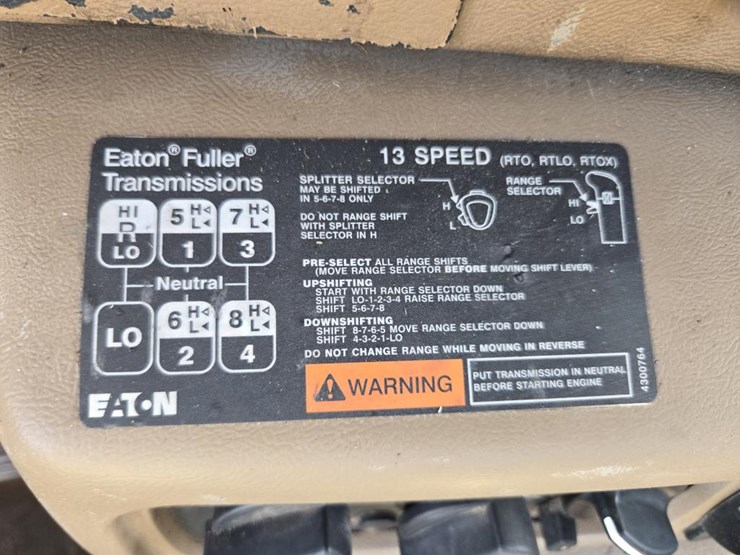 Eaton® Fuller®
Transmissions
HI
R
LO
5 H
L
1
7 H
L
3
Neutral
LO
6 H
L
2
8 H
L
4
EATON
13 SPEED (RTO, RTLO, RTOX)
SPLITTER SELECTOR
MAY BE SHIFTED
IN 5-6-7-8 ONLY
H
L
RANGE
SELECTOR
HI
LO
DO NOT RANGE SHIFT
WITH SPLITTER
SELECTOR IN H
PRE-SELECT ALL RANGE SHIFTS
(MOVE RANGE SELECTOR BEFORE MOVING SHIFT LEVER)
UPSHIFTING
START WITH RANGE SELECTOR DOWN
SHIFT LO-1-2-3-4 RAISE RANGE SELECTOR
SHIFT 5-6-7-8
DOWNSHIFTING
SHIFT 8-7-6-5 MOVE RANGE SELECTOR DOWN
SHIFT 4-3-2-1-LO
DO NOT CHANGE RANGE WHILE MOVING IN REVERSE
WARNING
PUT TRANSMISSION IN NEUTRAL
BEFORE STARTING ENGINE
4300764